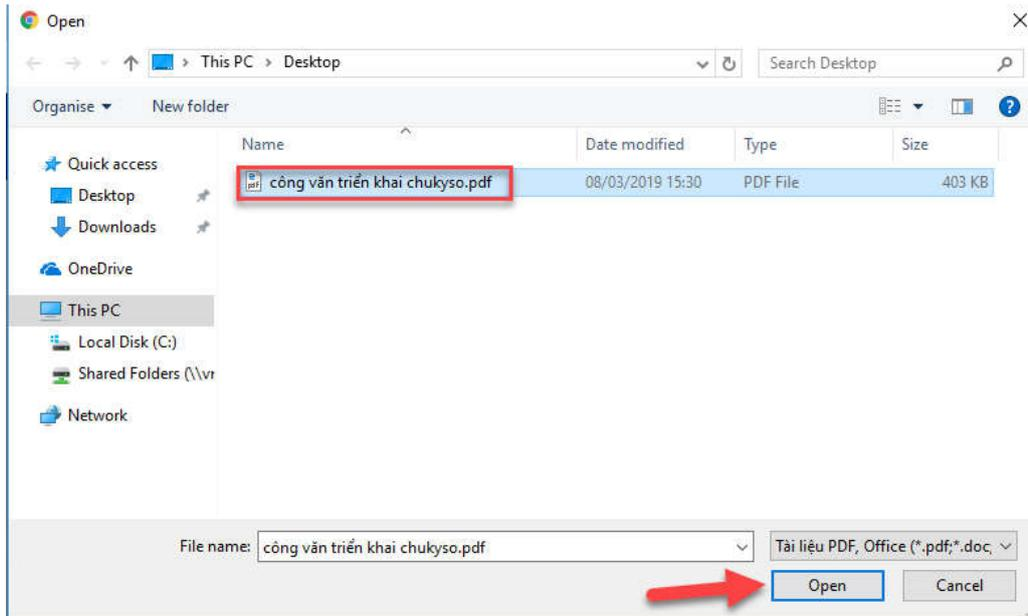 Open
This PC > Desktop
Search Desktop
Organise
New folder
Name
Date modified
Type
Size
Quick access
Desktop
Downloads
OneDrive
This PC
Local Disk (C:)
Shared Folders (\\vr
Network
công văn triển khai chukyso.pdf
08/03/2019 15:30
PDF File
403 KB
File name:
công văn triển khai chukyso.pdf
Tài liệu PDF, Office (*.pdf;*.doc;
Open
Cancel